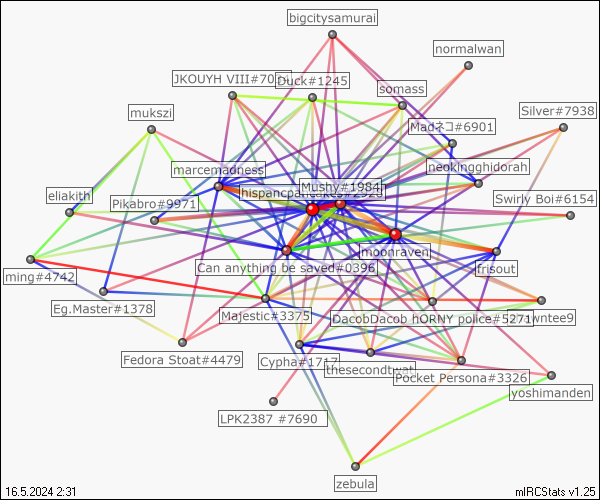 bigcitysamurai
normalwan
JKOUYH VIII#70
Duck#1245
somass
mukszi
Silver#7938
Madネコ#6901
marcemadness
neokingghidorah
Mushy#1984
hispancpancakes#2520
eliakith
Pikabro#9971
Swirly Boi#6154
moonraven
Can anything be saved#0396
frisout
ming#4742
Eg.Master#1378
Majestic#3375
DacobDacob hORNY police#5271
wntee9
Fedora Stoat#4479
Cypha#1717
thesecondtwat
Pocket Persona#3326
yoshimanden
LPK2387 #7690
zebula
16.5.2024 2:31
mIRCStats v1.25